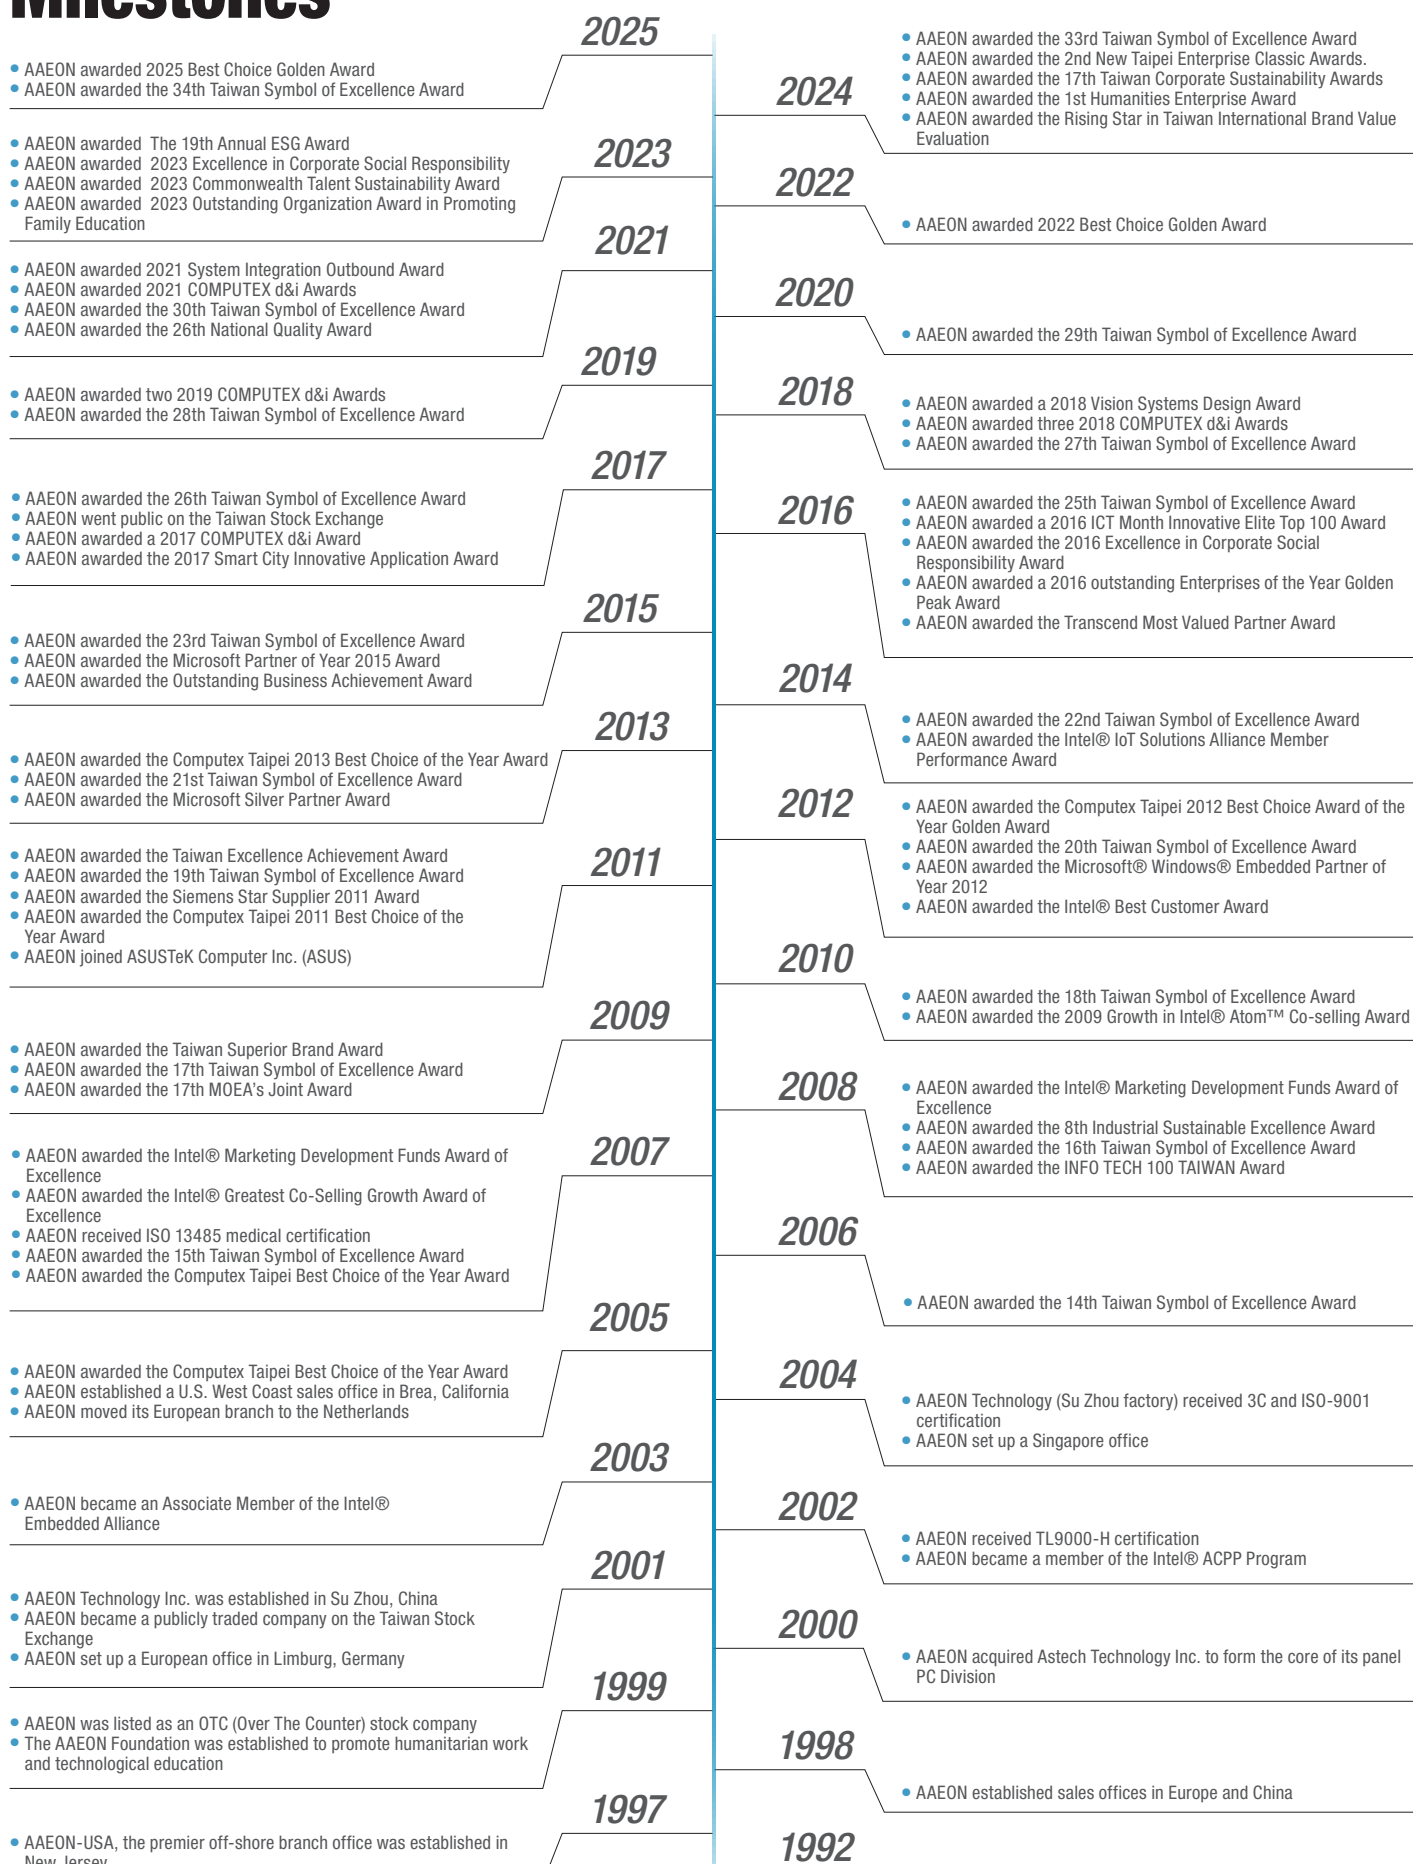 Milestones
2025
AAEON awarded 2025 Best Choice Golden Award
AAEON awarded the 34th Taiwan Symbol of Excellence Award
2024
AAEON awarded the 33rd Taiwan Symbol of Excellence Award
AAEON awarded the 2nd New Taipei Enterprise Classic Awards.
AAEON awarded the 17th Taiwan Corporate Sustainability Awards
AAEON awarded the 1st Humanities Enterprise Award
AAEON awarded the Rising Star in Taiwan International Brand Value
Evaluation
2023
AAEON awarded The 19th Annual ESG Award
AAEON awarded 2023 Excellence in Corporate Social Responsibility
AAEON awarded 2023 Commonwealth Talent Sustainability Award
AAEON awarded 2023 Outstanding Organization Award in Promoting
Family Education
2022
AAEON awarded 2022 Best Choice Golden Award
2021
AAEON awarded 2021 System Integration Outbound Award
AAEON awarded 2021 COMPUTEX d&i Awards
AAEON awarded the 30th Taiwan Symbol of Excellence Award
AAEON awarded the 26th National Quality Award
2020
AAEON awarded the 29th Taiwan Symbol of Excellence Award
2019
AAEON awarded two 2019 COMPUTEX d&i Awards
AAEON awarded the 28th Taiwan Symbol of Excellence Award
2018
AAEON awarded a 2018 Vision Systems Design Award
AAEON awarded three 2018 COMPUTEX d&i Awards
AAEON awarded the 27th Taiwan Symbol of Excellence Award
2017
AAEON awarded the 26th Taiwan Symbol of Excellence Award
AAEON went public on the Taiwan Stock Exchange
AAEON awarded a 2017 COMPUTEX d&i Award
AAEON awarded the 2017 Smart City Innovative Application Award
2016
AAEON awarded the 25th Taiwan Symbol of Excellence Award
AAEON awarded a 2016 ICT Month Innovative Elite Top 100 Award
AAEON awarded the 2016 Excellence in Corporate Social
Responsibility Award
AAEON awarded a 2016 outstanding Enterprises of the Year Golden
Peak Award
AAEON awarded the Transcend Most Valued Partner Award
2015
AAEON awarded the 23rd Taiwan Symbol of Excellence Award
AAEON awarded the Microsoft Partner of Year 2015 Award
AAEON awarded the Outstanding Business Achievement Award
2014
AAEON awarded the 22nd Taiwan Symbol of Excellence Award
AAEON awarded the Intel® IoT Solutions Alliance Member
Performance Award
2013
AAEON awarded the Computex Taipei 2013 Best Choice of the Year Award
AAEON awarded the 21st Taiwan Symbol of Excellence Award
AAEON awarded the Microsoft Silver Partner Award
2012
AAEON awarded the Computex Taipei 2012 Best Choice Award of the
Year Golden Award
AAEON awarded the 20th Taiwan Symbol of Excellence Award
AAEON awarded the Microsoft® Windows® Embedded Partner of
Year 2012
AAEON awarded the Intel® Best Customer Award
2011
AAEON awarded the Taiwan Excellence Achievement Award
AAEON awarded the 19th Taiwan Symbol of Excellence Award
AAEON awarded the Siemens Star Supplier 2011 Award
AAEON awarded the Computex Taipei 2011 Best Choice of the
Year Award
AAEON joined ASUSTeK Computer Inc. (ASUS)
2010
AAEON awarded the 18th Taiwan Symbol of Excellence Award
AAEON awarded the 2009 Growth in Intel® Atom™ Co-selling Award
2009
AAEON awarded the Taiwan Superior Brand Award
AAEON awarded the 17th Taiwan Symbol of Excellence Award
AAEON awarded the 17th MOEA's Joint Award
2008
AAEON awarded the Intel® Marketing Development Funds Award of
Excellence
AAEON awarded the 8th Industrial Sustainable Excellence Award
AAEON awarded the 16th Taiwan Symbol of Excellence Award
AAEON awarded the INFO TECH 100 TAIWAN Award
2007
AAEON awarded the Intel® Marketing Development Funds Award of
Excellence
AAEON awarded the Intel® Greatest Co-Selling Growth Award of
Excellence
AAEON received ISO 13485 medical certification
AAEON awarded the 15th Taiwan Symbol of Excellence Award
AAEON awarded the Computex Taipei Best Choice of the Year Award
2006
AAEON awarded the 14th Taiwan Symbol of Excellence Award
2005
AAEON awarded the Computex Taipei Best Choice of the Year Award
AAEON established a U.S. West Coast sales office in Brea, California
AAEON moved its European branch to the Netherlands
2004
AAEON Technology (Su Zhou factory) received 3C and ISO-9001
certification
AAEON set up a Singapore office
2003
AAEON became an Associate Member of the Intel®
Embedded Alliance
2002
AAEON received TL9000-H certification
AAEON became a member of the Intel® ACPP Program
2001
AAEON Technology Inc. was established in Su Zhou, China
AAEON became a publicly traded company on the Taiwan Stock
Exchange
AAEON set up a European office in Limburg, Germany
2000
AAEON acquired Astech Technology Inc. to form the core of its panel
PC Division
1999
AAEON was listed as an OTC (Over The Counter) stock company
The AAEON Foundation was established to promote humanitarian work
and technological education
1998
AAEON established sales offices in Europe and China
1997
AAEON-USA, the premier off-shore branch office was established in
New Jersey
1992